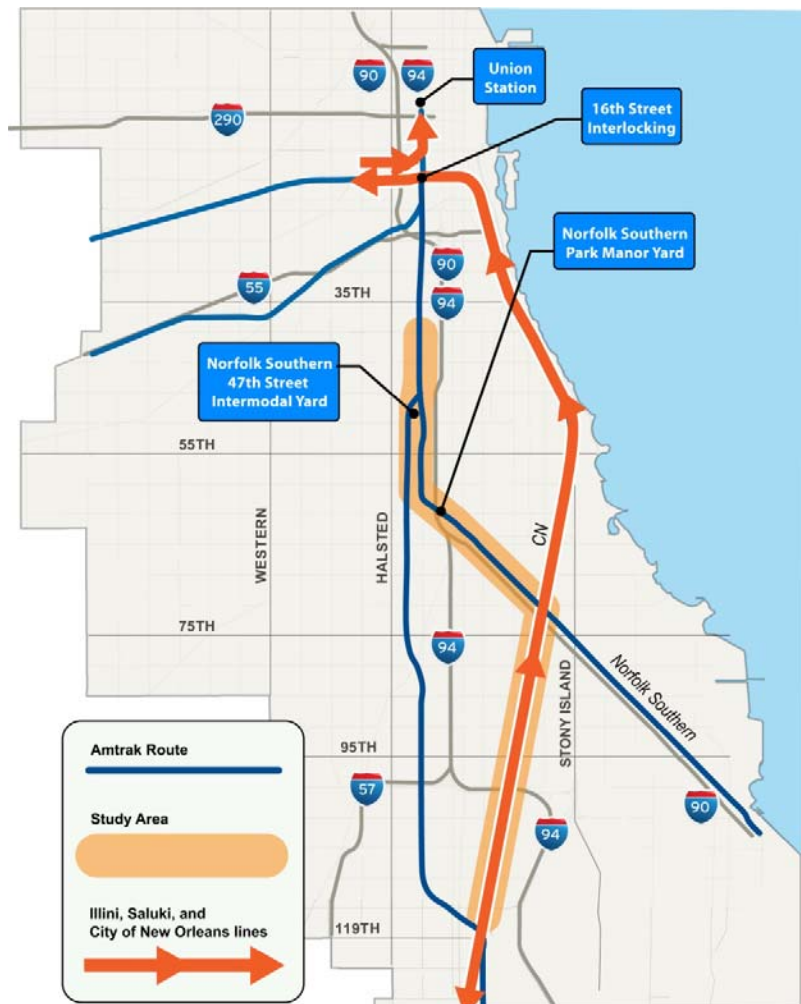 90
94
Union
Station
290
16th Street
Interlocking
Norfolk Southern
Park Manor Yard
90
55
94
35TH
Norfolk Southern
47th Street
Intermodal Yard
55TH
WESTERN
HALSTED
CN
75TH
94
STONY ISLAND
Norfolk Southern
Amtrak Route
95TH
57
90
94
Study Area
Illini, Saluki, and
City of New Orleans lines
119TH